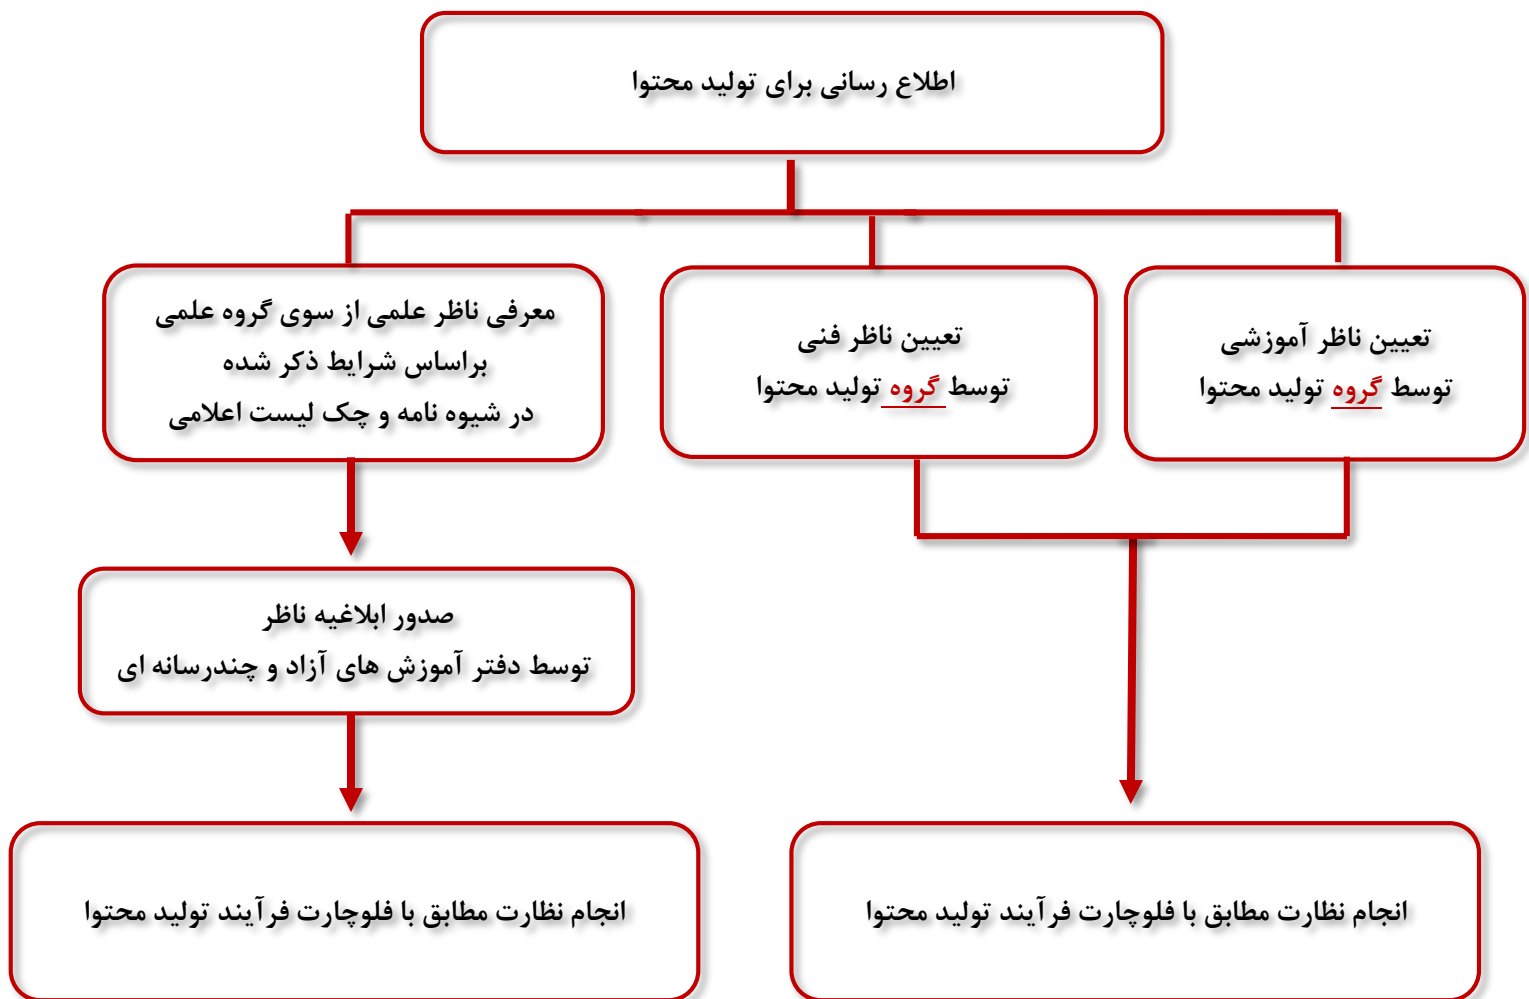 اطلاع رسانی برای تولید محتوا
تعیین ناظر آموزشی
توسط گروه تولید محتوا
تعیین ناظر فنی
توسط گروه تولید محتوا
معرفی ناظر علمی از سوی گروه علمی
براساس شرایط ذکر شده
در شیوه نامه و چک لیست اعلامی
صدور ابلاغیه ناظر
توسط دفتر آموزش های آزاد و چندرسانه ای
انجام نظارت مطابق با فلوچارت فرآیند تولید محتوا
انجام نظارت مطابق با فلوچارت فرآیند تولید محتوا